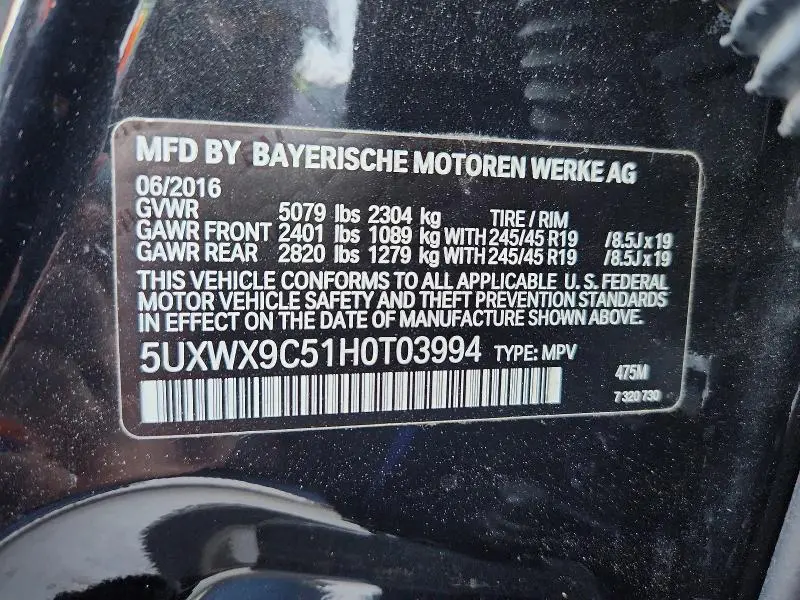 MFD BY BAYERISCHE MOTOREN WERKE AG
06/2016
GVWR 5079 lbs 2304 kg TIRE / RIM
GAWR FRONT 2401 lbs 1089 kg WITH 245/45 R19 /8.5J x 19
GAWR REAR 2820 lbs 1279 kg WITH 245/45 R19 /8.5J x 19
THIS VEHICLE CONFORMS TO ALL APPLICABLE U.S. FEDERAL
MOTOR VEHICLE SAFETY AND THEFT PREVENTION STANDARDS
IN EFFECT ON THE DATE OF MANUFACTURE SHOWN ABOVE.
5UXWX9C51H0T03994 TYPE: MPV
475M
7 320 730